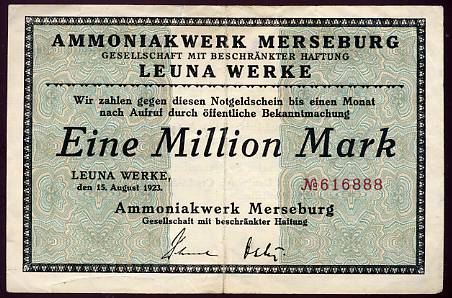 AMMONIAKWERK MERSEBURG
GESELLSCHAFT MIT BESCHRÄNKTER HAFTUNG
LEUNA WERKE
Wir zahlen gegen diesen Notgeldschein bis einen Monat
nach Aufruf durch öffentliche Bekanntmachung
Eine Million Mark
LEUNA WERKE,
den 15. August 1923.
№616888
Ammoniakwerk Merseburg
Gesellschaft mit beschränkter Haftung